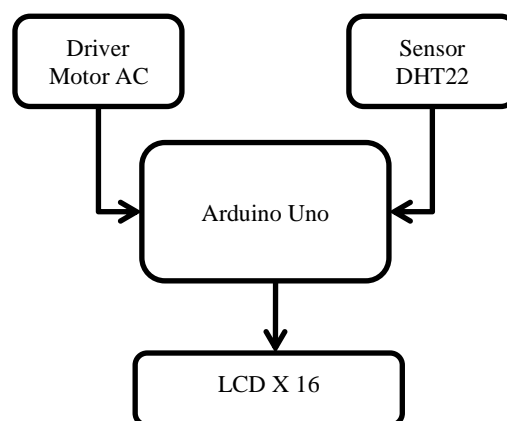 Driver
Motor AC
Sensor
DHT22
Arduino Uno
LCD X 16